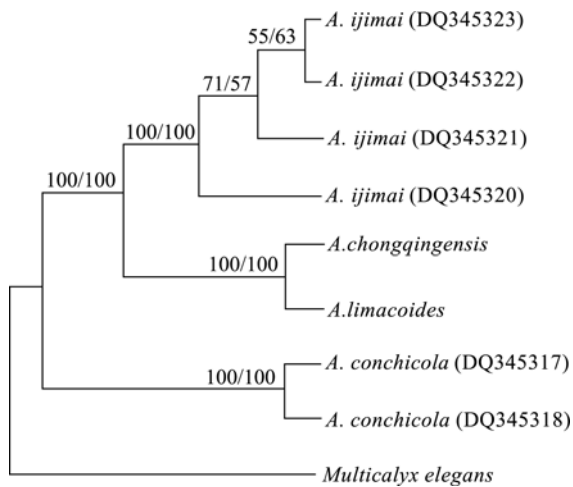 A. ijimai (DQ345323)
55/63
A. ijimai (DQ345322)
71/57
A. ijimai (DQ345321)
100/100
A. ijimai (DQ345320)
100/100
A.chongqingensis
100/100
A.limacoides
A. conchicola (DQ345317)
100/100
A. conchicola (DQ345318)
Multicalyx elegans